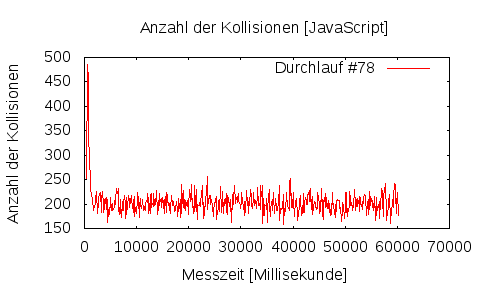 Anzahl der Kollisionen [JavaScript]
Durchlauf #78
Anzahl der Kollisionen
500
450
400
350
300
250
200
150
0 10000 20000 30000 40000 50000 60000 70000
Messzeit [Millisekunde]